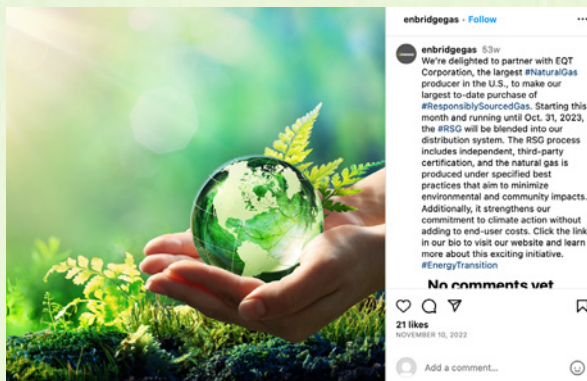 enbridgegas · Follow
enbridgegas 53w
We're delighted to partner with EQT
Corporation, the largest #NaturalGas
producer in the U.S., to make our
largest to-date purchase of
#ResponsiblySourcedGas. Starting this
month and running until Oct. 31, 2023,
the #RSG will be blended into our
distribution system. The RSG process
includes independent, third-party
certification, and the natural gas is
produced under specified best
practices that aim to minimize
environmental and community impacts.
Additionally, it strengthens our
commitment to climate action without
adding to end-user costs. Click the link
in our bio to visit our website and learn
more about this exciting initiative.
#EnergyTransition
No comments yet
21 likes
NOVEMBER 10, 2022
Add a comment...